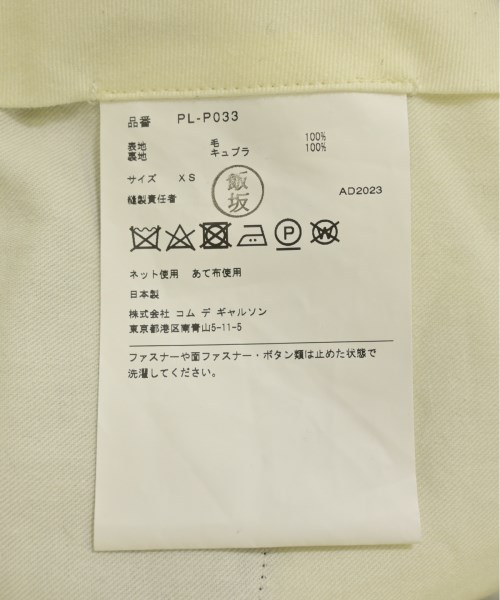 品番 PL-P033
表地 毛 100%
裏地 キュプラ 100%
サイズ XS
縫製責任者 飯坂
AD2023
P W
ネット使用 あて布使用
日本製
株式会社 コム デ ギャルソン
東京都港区南青山5-11-5
ファスナーや面ファスナー・ボタン類は止めた状態で
洗濯してください。